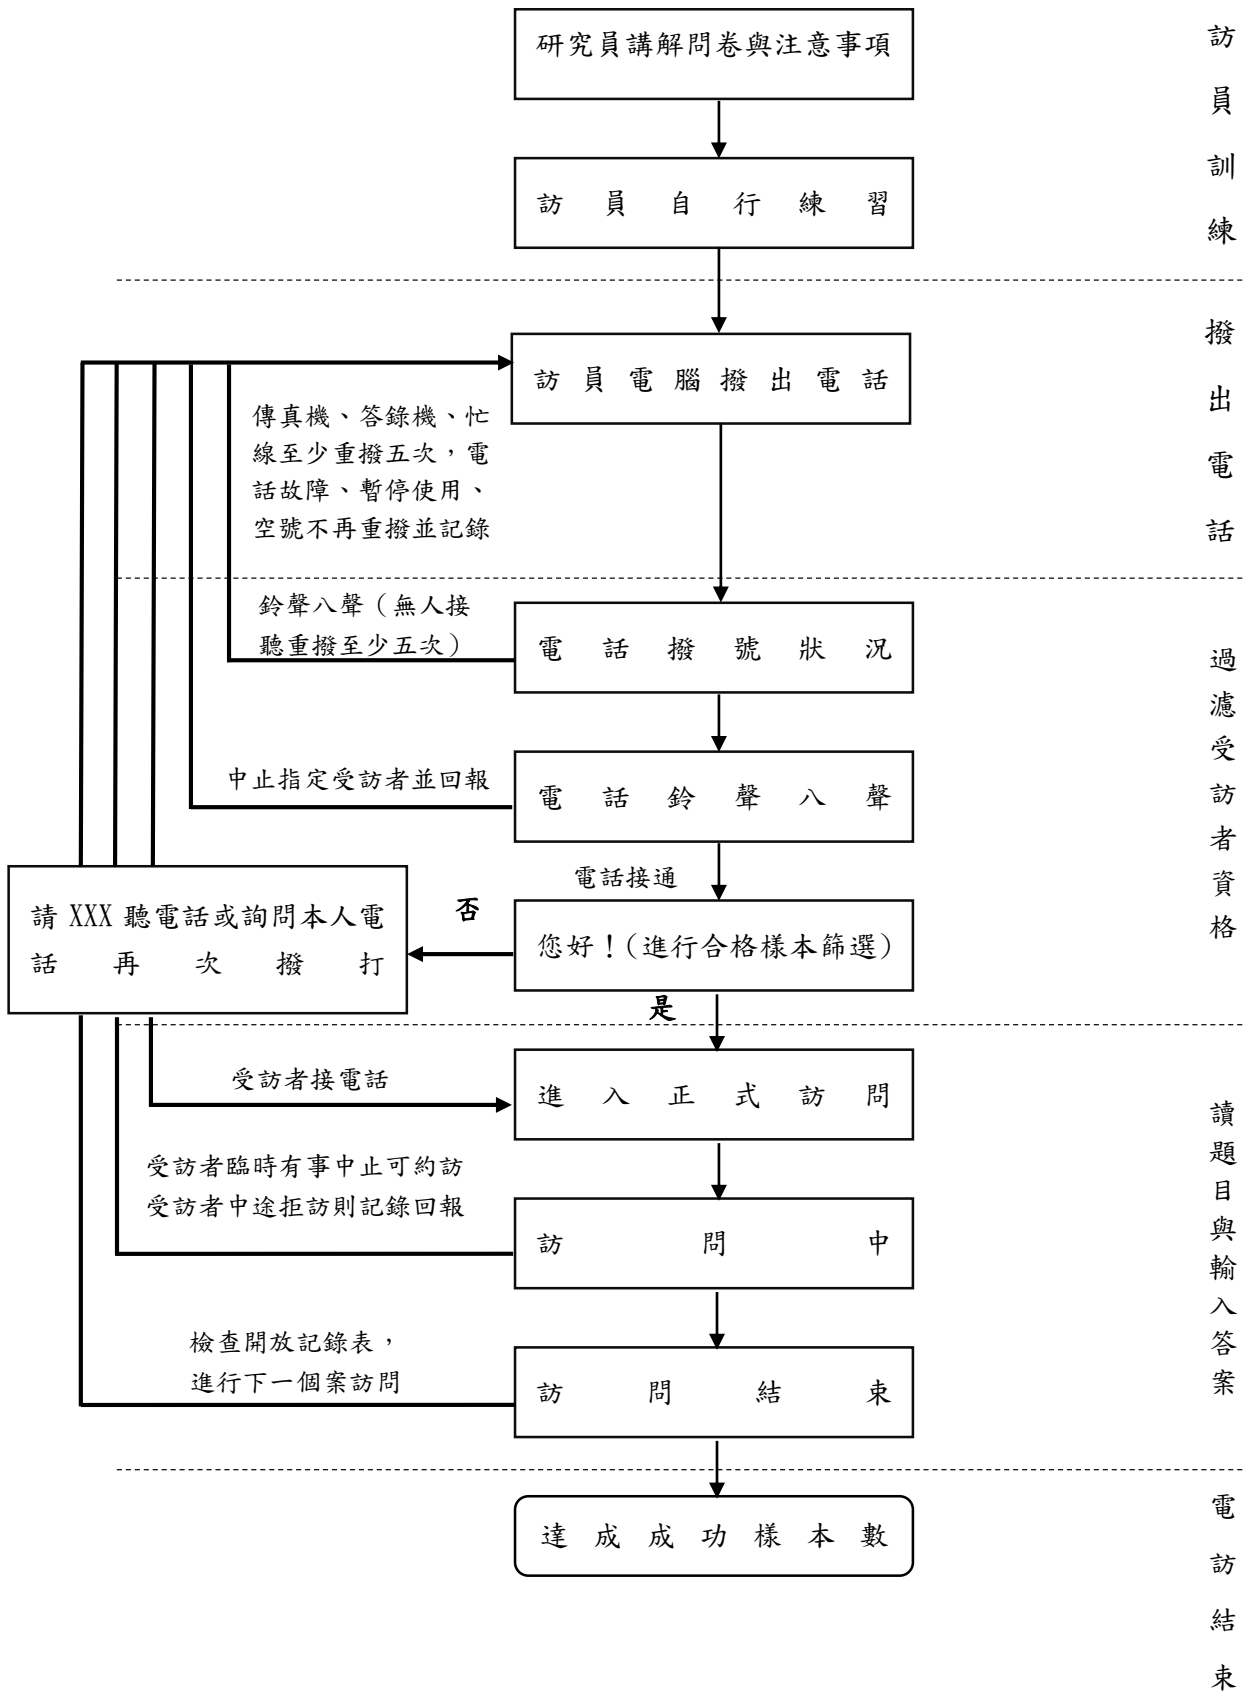 研究員講解問卷與注意事項
訪員自行練習
訪員訓練
訪員電腦撥出電話
傳真機、答錄機、忙
線至少重撥五次，電
話故障、暫停使用、
空號不再重撥並記錄
撥出電話
鈴聲八聲（無人接
聽重撥至少五次）
電話撥號狀況
中止指定受訪者並回報
電話鈴聲八聲
電話接通
否
請 XXX 聽電話或詢問本人電
話再次撥打
您好！(進行合格樣本篩選)
是
過濾受訪者資格
受訪者接電話
進入正式訪問
受訪者臨時有事中止可約訪
受訪者中途拒訪則記錄回報
訪問中
檢查開放記錄表，
進行下一個案訪問
訪問結束
讀題目與輸入答案
達成成功樣本數
電訪結束